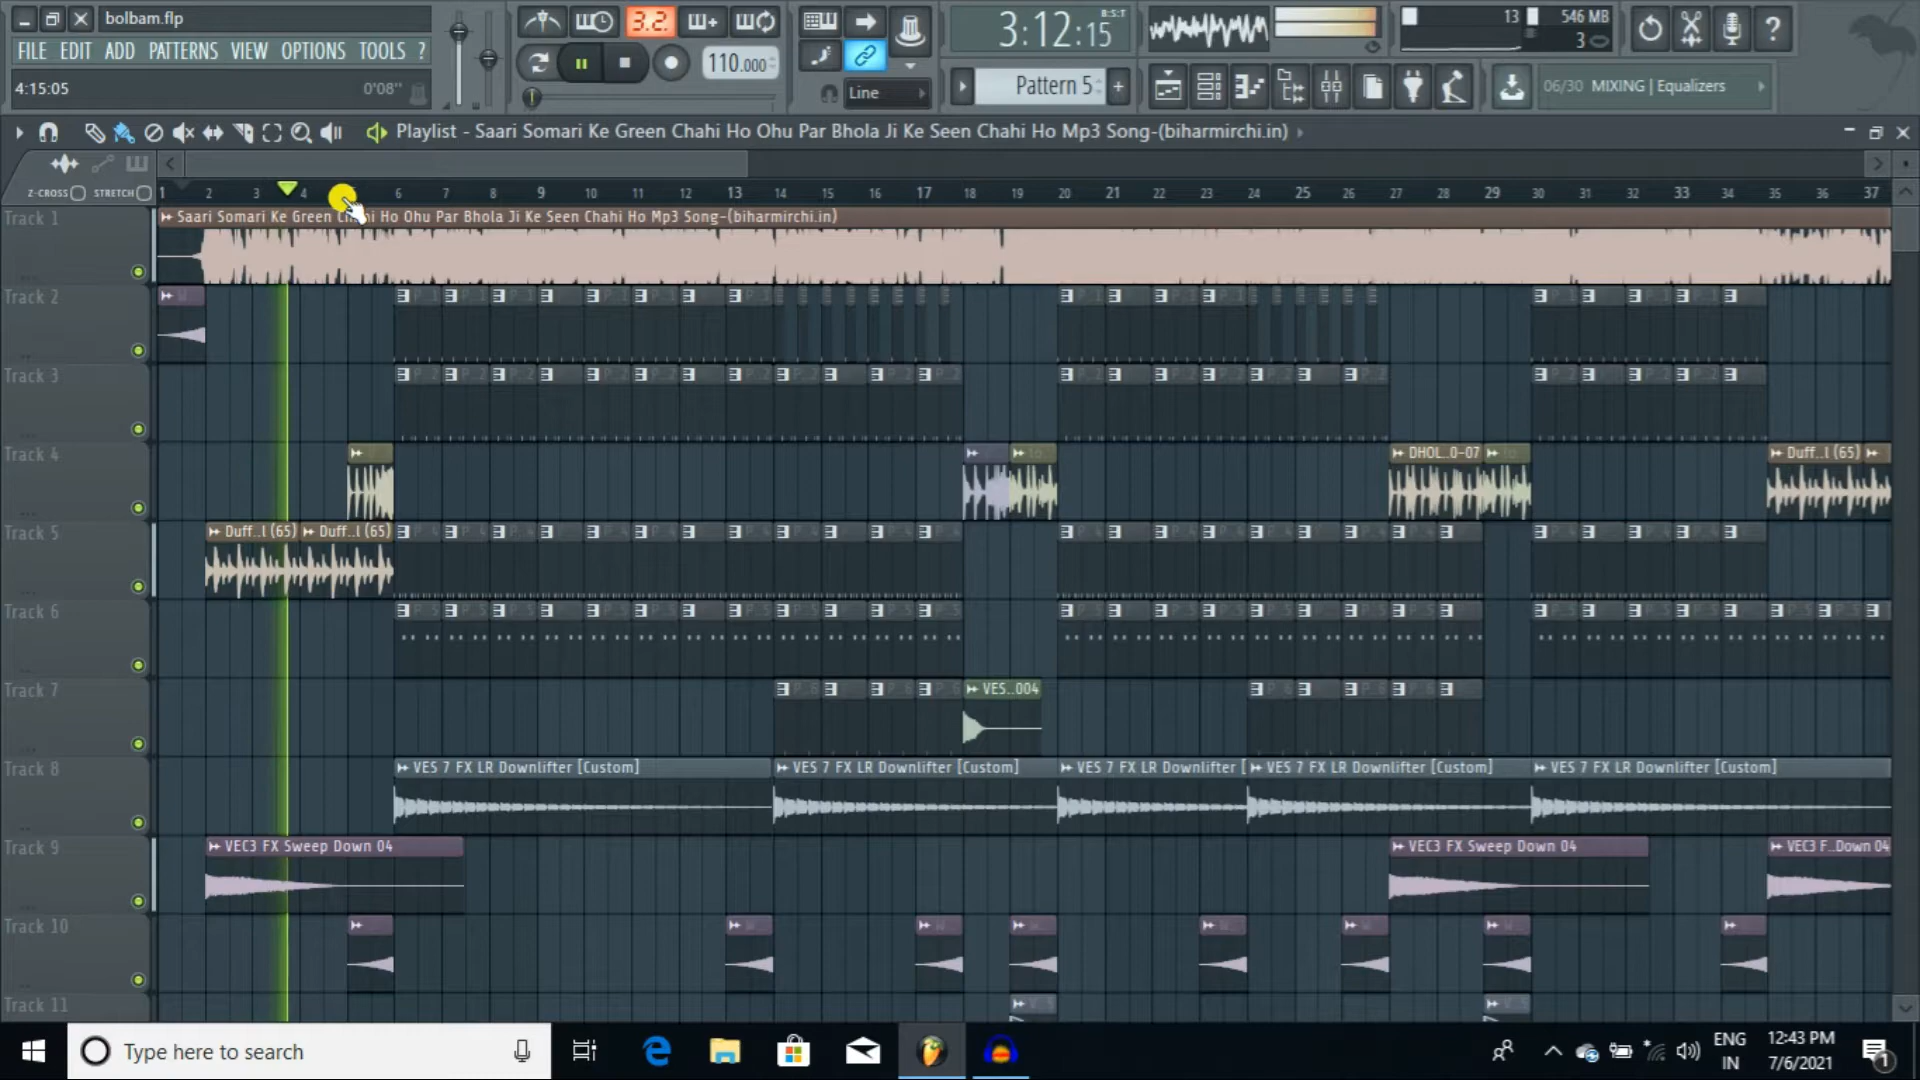 bolbam.flp
FILE EDIT ADD PATTERNS VIEW OPTIONS TOOLS ?
4:15:05 0'08"
3.2.
110.000
Line
3:12:15 B:S:T
Pattern 5
13 546 MB
3
06/30 MIXING | Equalizers
Playlist - Saari Somari Ke Green Chahi Ho Ohu Par Bhola Ji Ke Seen Chahi Ho Mp3 Song-(biharmirchi.in)
Z-CROSS STRETCH
1 2 3 4 6 7 8 9 10 11 12 13 14 15 16 17 18 19 20 21 22 23 24 25 26 27 28 29 30 31 32 33 34 35 36 37
Track 1
Saari Somari Ke Green Chahi Ho Ohu Par Bhola Ji Ke Seen Chahi Ho Mp3 Song-(biharmirchi.in)
Track 2
Track 3
Track 4
DHOL..0-07 Duff..l (65)
Track 5
Duff..l (65) Duff..l (65)
Track 6
Track 7
VES..004
Track 8
VES 7 FX LR Downlifter [Custom] VES 7 FX LR Downlifter [Custom] VES 7 FX LR Downlifter [ VES 7 FX LR Downlifter [Custom] VES 7 FX LR Downlifter [Custom]
Track 9
VEC3 FX Sweep Down 04 VEC3 FX Sweep Down 04 VEC3 F..Down 04
Track 10
Track 11
Type here to search
ENG
IN
12:43 PM
7/6/2021
1